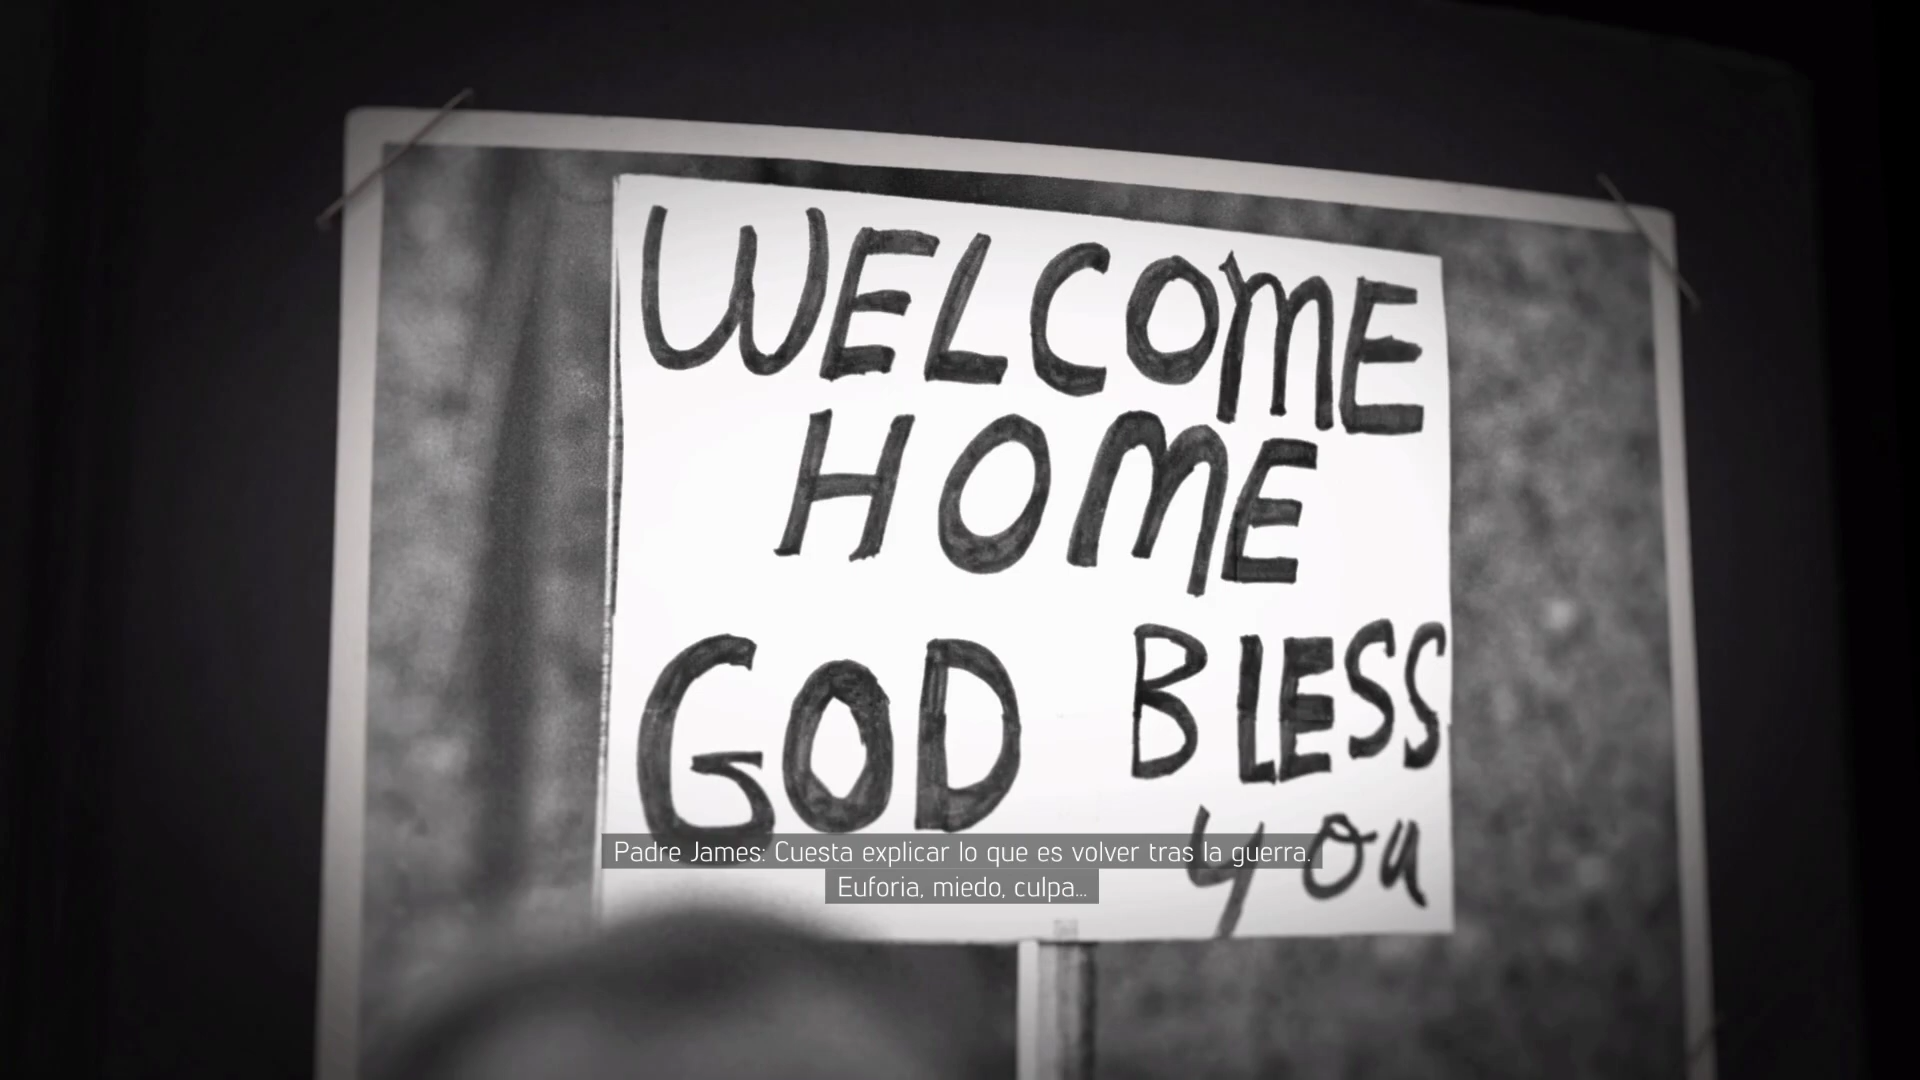 WELCOME
HOME
GOD BLESS
you
Padre James: Cuesta explicar lo que es volver tras la guerra.
Euforia, miedo, culpa...